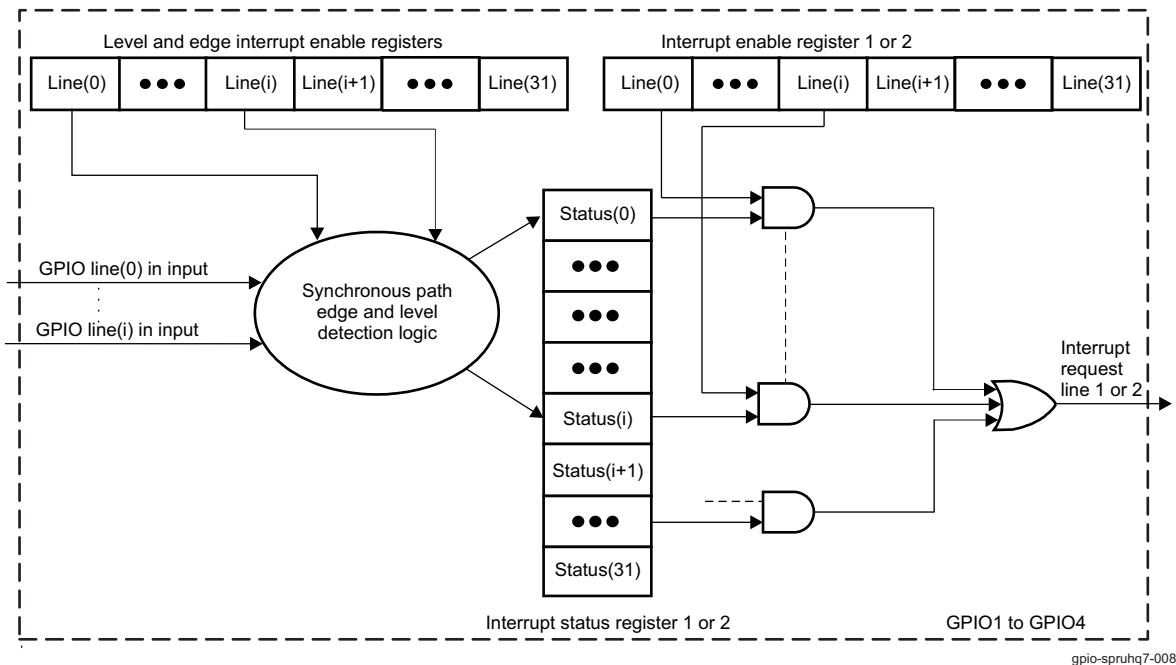 Level and edge interrupt enable registers
Interrupt enable register 1 or 2
Line(0) ●●● Line(i) Line(i+1) ●●● Line(31)
Line(0) ●●● Line(i) Line(i+1) ●●● Line(31)
GPIO line(0) in input
GPIO line(i) in input
Synchronous path
edge and level
detection logic
Status(0)
●●●
●●●
●●●
Status(i)
Status(i+1)
●●●
Status(31)
Interrupt
request
line 1 or 2
Interrupt status register 1 or 2
GPIO1 to GPIO4
gpio-spruhq7-008